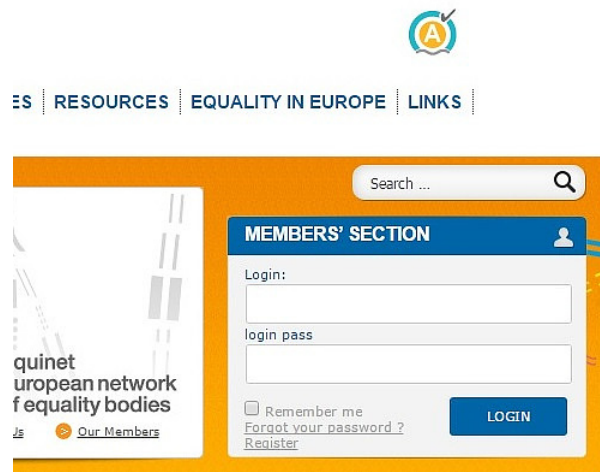 A
ES RESOURCES EQUALITY IN EUROPE LINKS
Search ...
MEMBERS' SECTION
Login:
login pass
Remember me
Forgot your password ?
Register
LOGIN
quinet
uropean network
f equality bodies
Us Our Members